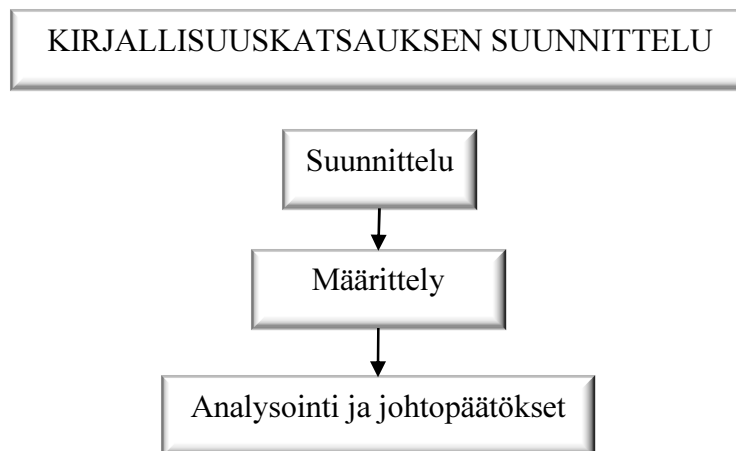 KIRJALLISUUSKATSAUKSEN SUUNNITTELU
Suunnittelu
Määrittely
Analysointi ja johtopäätökset